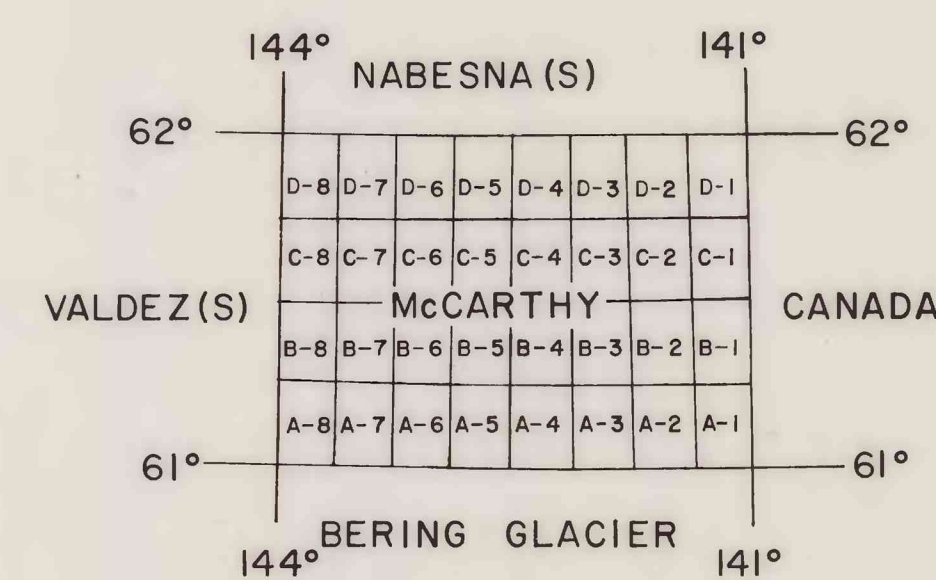 144° 141°
NABESNA (S)
62° 62°
D-8 D-7 D-6 D-5 D-4 D-3 D-2 D-1
C-8 C-7 C-6 C-5 C-4 C-3 C-2 C-1
VALDEZ (S) McCARTHY CANADA
B-8 B-7 B-6 B-5 B-4 B-3 B-2 B-1
A-8 A-7 A-6 A-5 A-4 A-3 A-2 A-1
61° 61°
BERING GLACIER
144° 141°